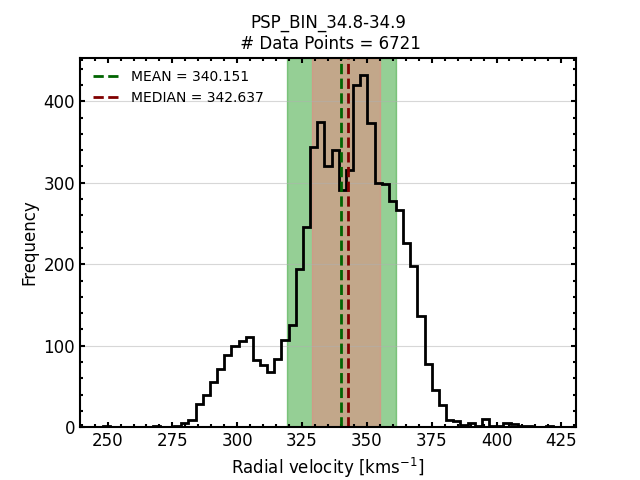 PSP_BIN_34.8-34.9
# Data Points = 6721
MEAN = 340.151
MEDIAN = 342.637
Frequency
400
300
200
100
0
250 275 300 325 350 375 400 425
Radial velocity [kms⁻¹]